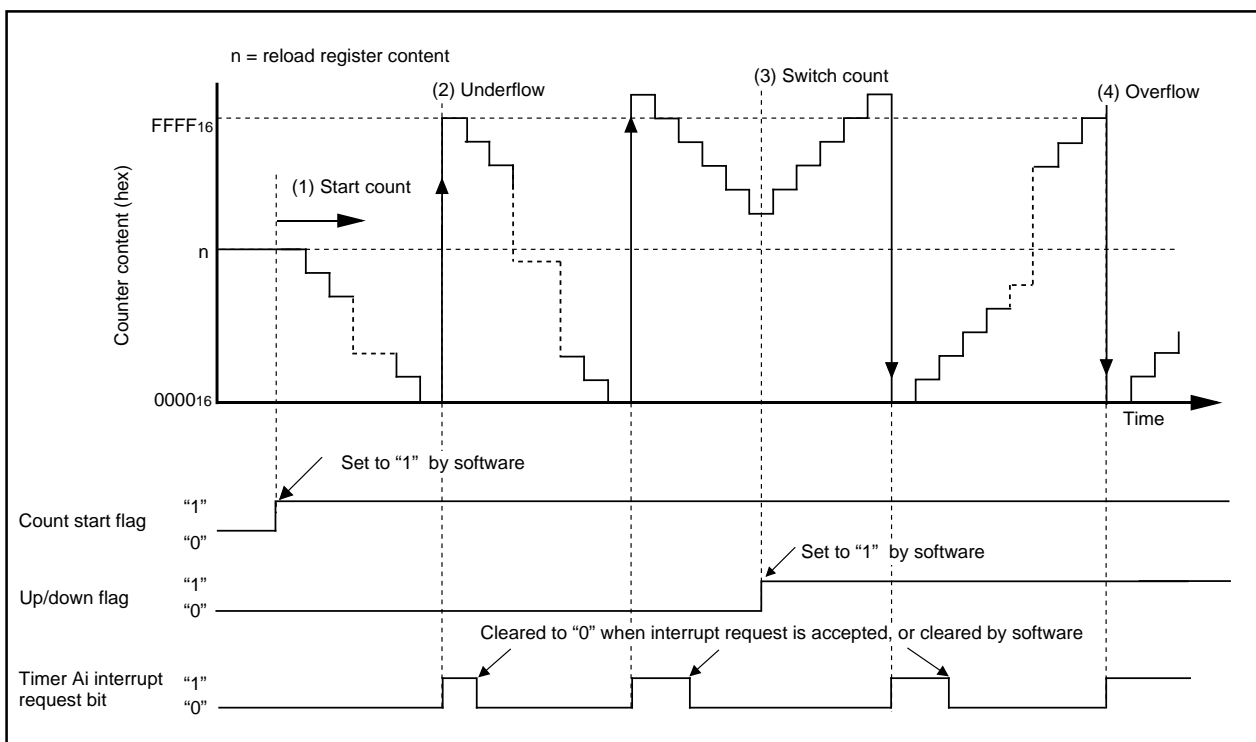 n = reload register content
(2) Underflow
(3) Switch count
(4) Overflow
FFFF16
(1) Start count
Counter content (hex)
n
000016
Time
Set to “1” by software
Count start flag
“1”
“0”
Set to “1” by software
Up/down flag
“1”
“0”
Cleared to “0” when interrupt request is accepted, or cleared by software
Timer Ai interrupt
request bit
“1”
“0”